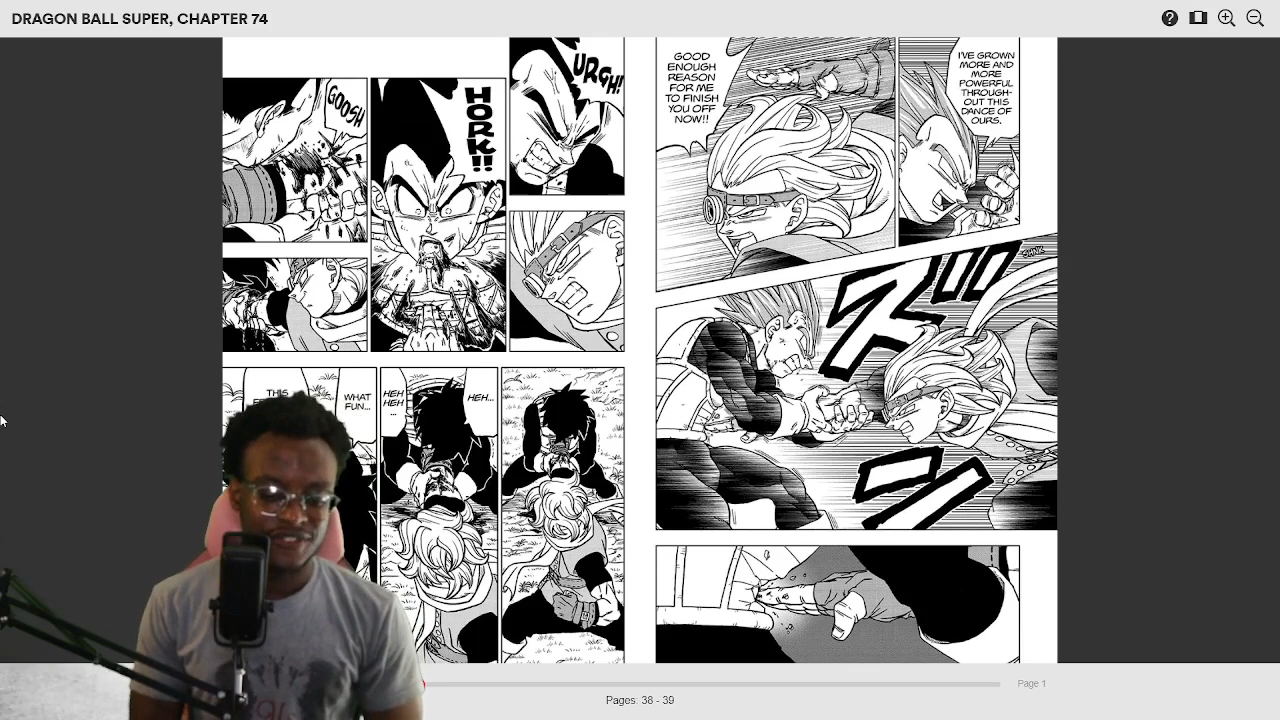 DRAGON BALL SUPER, CHAPTER 74
I'VE GROWN
MORE AND
MORE
POWERFUL
THROUGH-
OUT THIS
DANCE OF
OURS.
GOOD
ENOUGH
REASON
FOR ME
TO FINISH
YOU OFF
NOW!!
ズ
ン
URGH!
HORK!!
GOOSH
HEH...
HEH
HEH
...
WHAT
FUN...
THIS
Page 1
Pages: 38 - 39